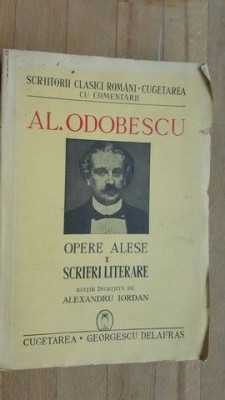 SCRIITORII CLASICI ROMÂNI • CUGETAREA
CU COMENTARII
AL. ODOBESCU
OPERE ALESE
I
SCRIERI LITERARE
EDIȚIE ÎNGRIJITĂ DE
ALEXANDRU IORDAN
CUGETAREA • GEORGESCU DELAFRAS